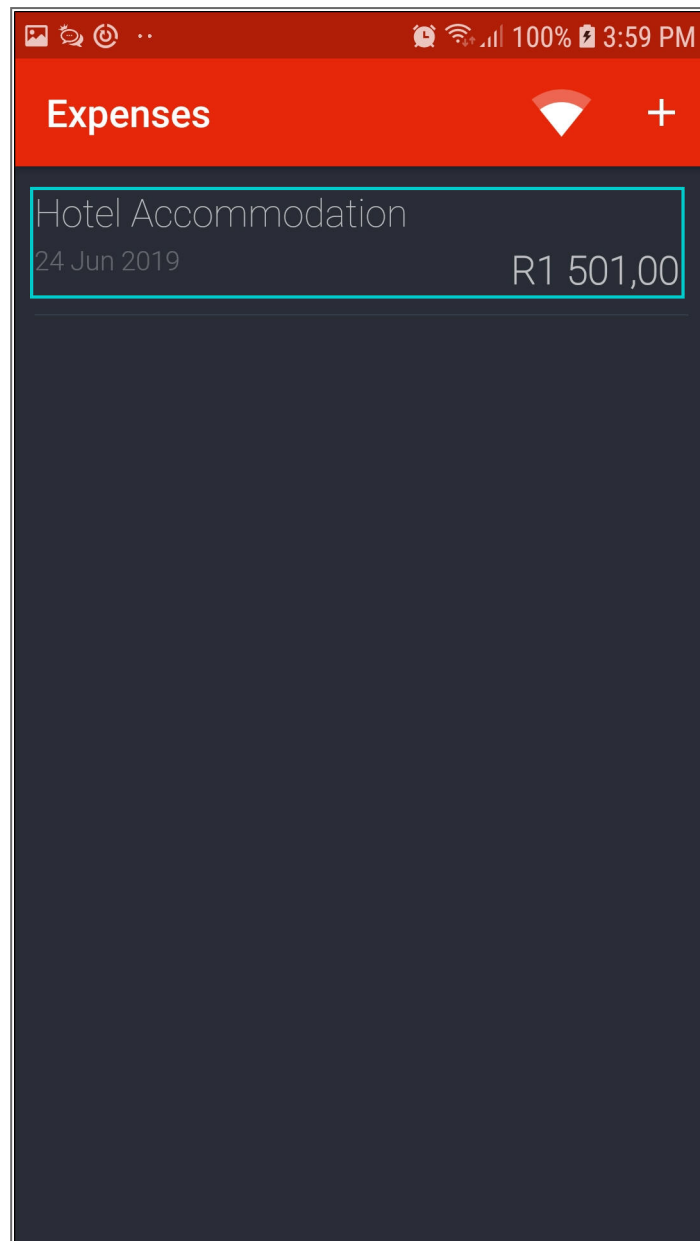 100% 3:59 PM
Expenses
Hotel Accommodation
24 Jun 2019
R1 501,00